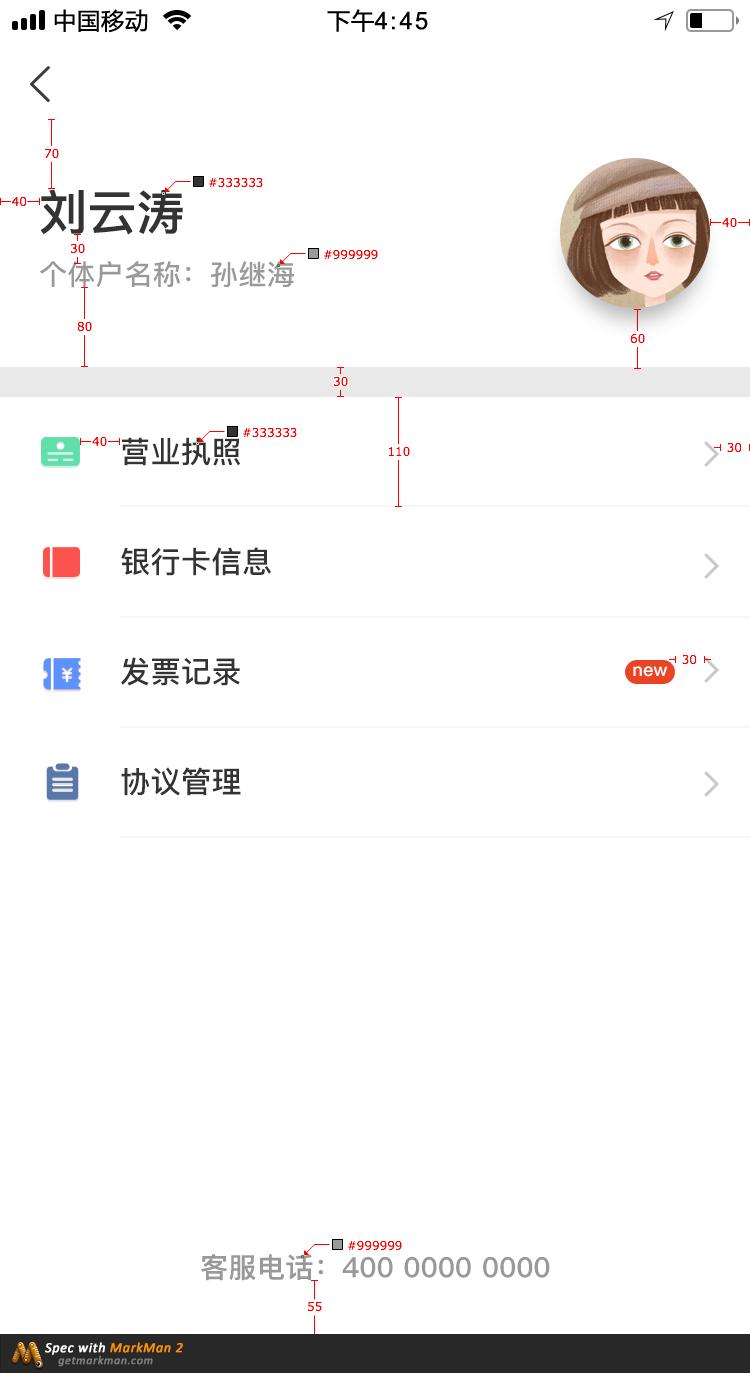 中国移动 下午4:45
70
#333333
40 刘云涛 40
30
#999999
个体户名称：孙继海
80 60
30
#333333
40 营业执照 110 30
银行卡信息
发票记录 new 30
协议管理
#999999
客服电话：400 0000 0000
55
Spec with MarkMan 2
getmarkman.com